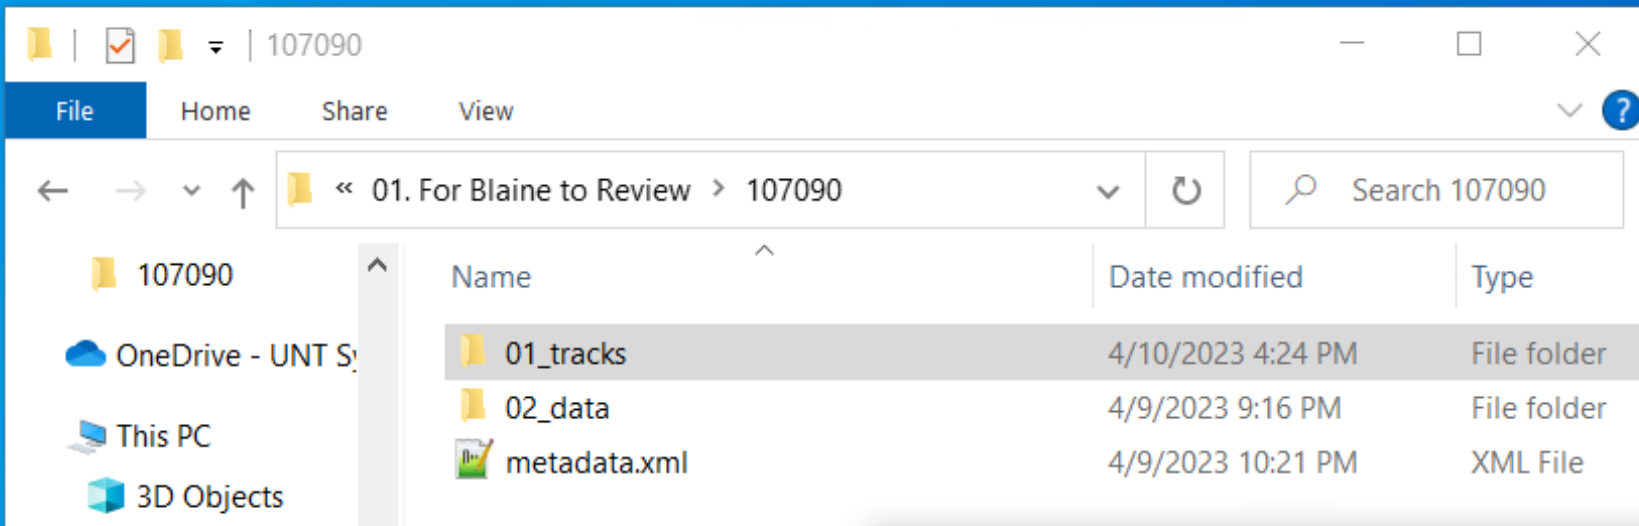 107090
File Home Share View ?
« 01. For Blaine to Review > 107090 Search 107090
107090
OneDrive - UNT Sy
This PC
3D Objects
Name Date modified Type
01_tracks 4/10/2023 4:24 PM File folder
02_data 4/9/2023 9:16 PM File folder
metadata.xml 4/9/2023 10:21 PM XML File